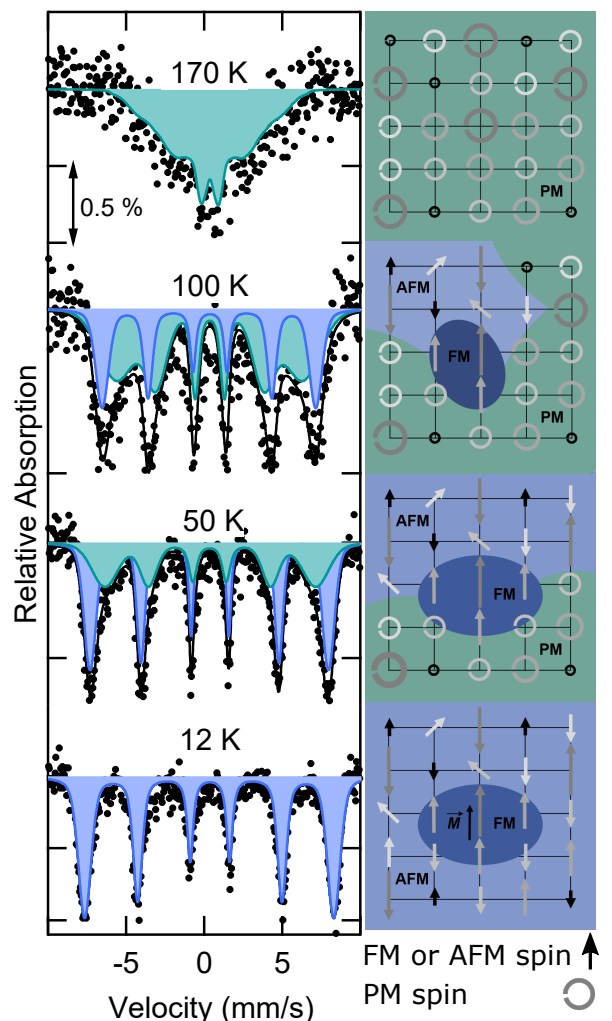 170 K
0.5 %
PM
100 K
AFM
FM
PM
Relative Absorption
50 K
AFM
FM
PM
12 K
M
FM
AFM
-5
0
5
Velocity (mm/s)
FM or AFM spin
PM spin